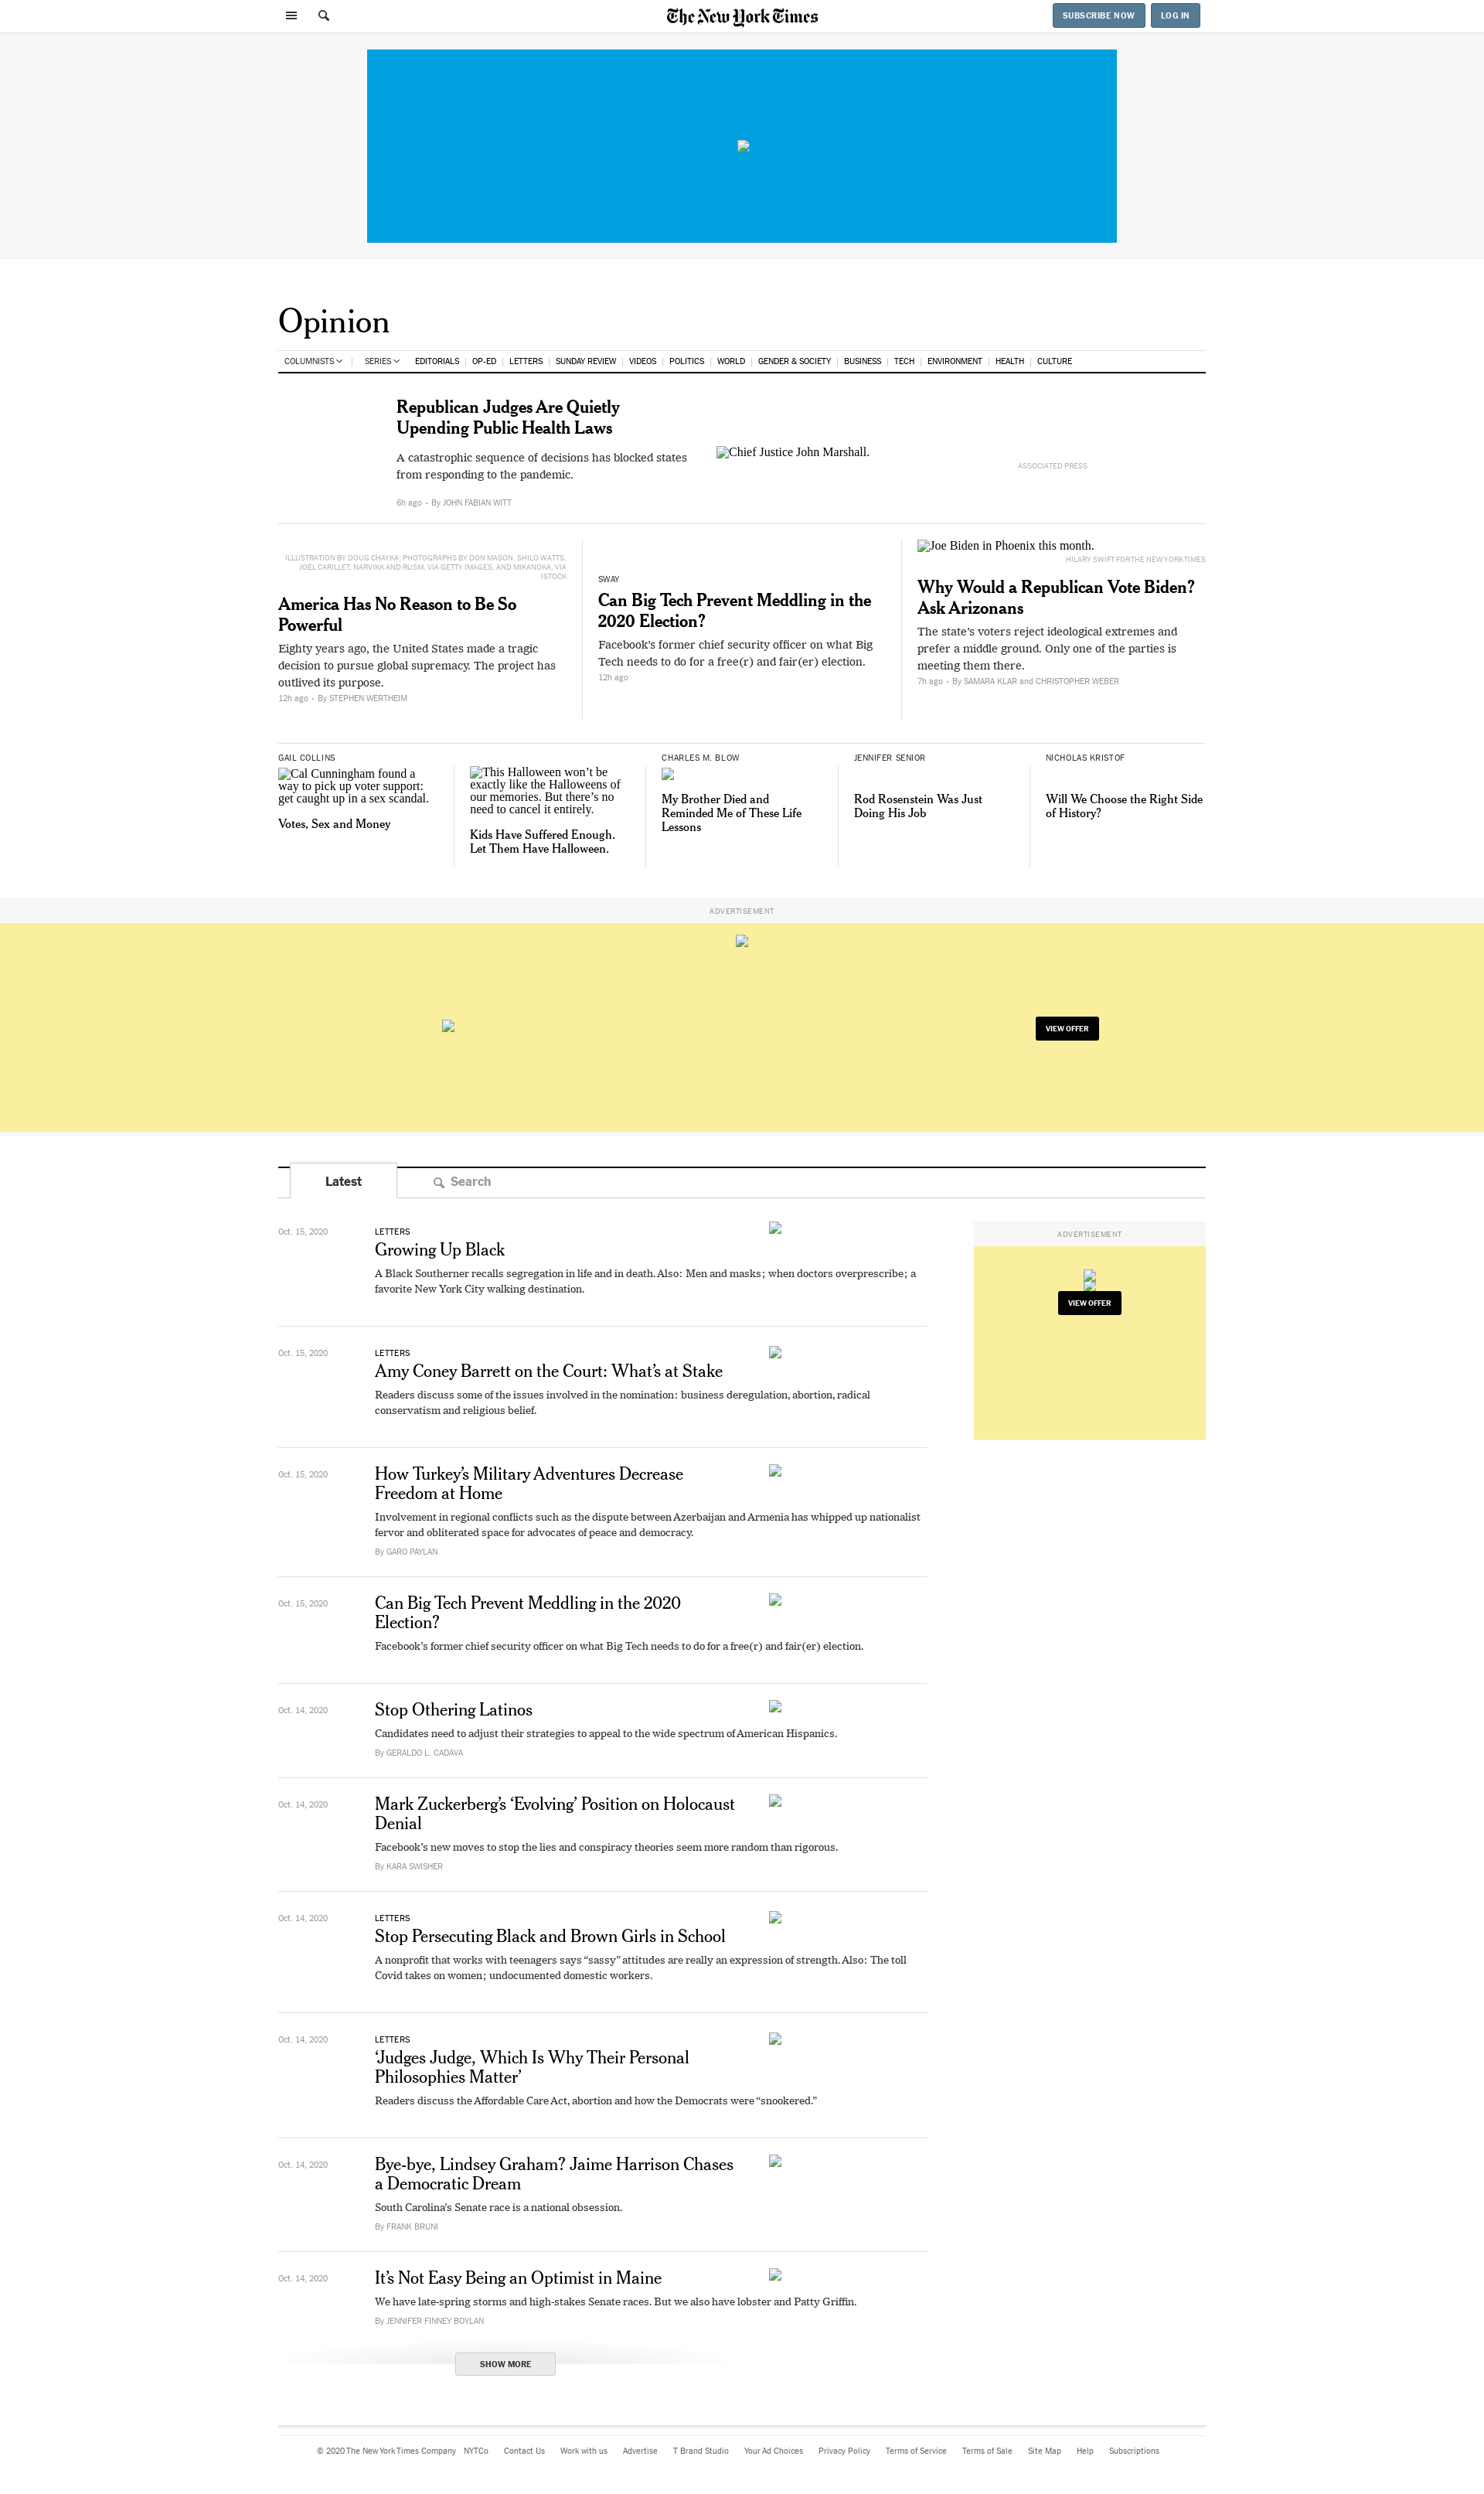 The New York Times
SUBSCRIBE NOW
LOG IN
Opinion
COLUMNISTS
SERIES
EDITORIALS
OP-ED
LETTERS
SUNDAY REVIEW
VIDEOS
POLITICS
WORLD
GENDER & SOCIETY
BUSINESS
TECH
ENVIRONMENT
HEALTH
CULTURE
Republican Judges Are Quietly
Upending Public Health Laws
A catastrophic sequence of decisions has blocked states
from responding to the pandemic.
6h ago • By JOHN FABIAN WITT
Chief Justice John Marshall.
ASSOCIATED PRESS
ILLUSTRATION BY DOUG CHAYKA; PHOTOGRAPHS BY DON MASON, SHILO WATTS,
JOEL CARILLET, NARVIKK AND RUSM, VIA GETTY IMAGES, AND MIKANOKA, VIA
ISTOCK
America Has No Reason to Be So
Powerful
Eighty years ago, the United States made a tragic
decision to pursue global supremacy. The project has
outlived its purpose.
12h ago • By STEPHEN WERTHEIM
SWAY
Can Big Tech Prevent Meddling in the
2020 Election?
Facebook’s former chief security officer on what Big
Tech needs to do for a free(r) and fair(er) election.
12h ago
Joe Biden in Phoenix this month.
HILARY SWIFT FOR THE NEW YORK TIMES
Why Would a Republican Vote Biden?
Ask Arizonans
The state’s voters reject ideological extremes and
prefer a middle ground. Only one of the parties is
meeting them there.
7h ago • By SAMARA KLAR and CHRISTOPHER WEBER
GAIL COLLINS
Cal Cunningham found a
way to pick up voter support:
get caught up in a sex scandal.
Votes, Sex and Money
This Halloween won’t be
exactly like the Halloweens of
our memories. But there’s no
need to cancel it entirely.
Kids Have Suffered Enough.
Let Them Have Halloween.
CHARLES M. BLOW
My Brother Died and
Reminded Me of These Life
Lessons
JENNIFER SENIOR
Rod Rosenstein Was Just
Doing His Job
NICHOLAS KRISTOF
Will We Choose the Right Side
of History?
ADVERTISEMENT
VIEW OFFER
Latest
Search
Oct. 15, 2020
LETTERS
Growing Up Black
A Black Southerner recalls segregation in life and in death. Also: Men and masks; when doctors overprescribe; a
favorite New York City walking destination.
ADVERTISEMENT
VIEW OFFER
Oct. 15, 2020
LETTERS
Amy Coney Barrett on the Court: What’s at Stake
Readers discuss some of the issues involved in the nomination: business deregulation, abortion, radical
conservatism and religious belief.
Oct. 15, 2020
How Turkey’s Military Adventures Decrease
Freedom at Home
Involvement in regional conflicts such as the dispute between Azerbaijan and Armenia has whipped up nationalist
fervor and obliterated space for advocates of peace and democracy.
By GARO PAYLAN
Oct. 15, 2020
Can Big Tech Prevent Meddling in the 2020
Election?
Facebook’s former chief security officer on what Big Tech needs to do for a free(r) and fair(er) election.
Oct. 14, 2020
Stop Othering Latinos
Candidates need to adjust their strategies to appeal to the wide spectrum of American Hispanics.
By GERALDO L. CADAVA
Oct. 14, 2020
Mark Zuckerberg’s ‘Evolving’ Position on Holocaust
Denial
Facebook’s new moves to stop the lies and conspiracy theories seem more random than rigorous.
By KARA SWISHER
Oct. 14, 2020
LETTERS
Stop Persecuting Black and Brown Girls in School
A nonprofit that works with teenagers says “sassy” attitudes are really an expression of strength. Also: The toll
Covid takes on women; undocumented domestic workers.
Oct. 14, 2020
LETTERS
‘Judges Judge, Which Is Why Their Personal
Philosophies Matter’
Readers discuss the Affordable Care Act, abortion and how the Democrats were “snookered.”
Oct. 14, 2020
Bye-bye, Lindsey Graham? Jaime Harrison Chases
a Democratic Dream
South Carolina’s Senate race is a national obsession.
By FRANK BRUNI
Oct. 14, 2020
It’s Not Easy Being an Optimist in Maine
We have late-spring storms and high-stakes Senate races. But we also have lobster and Patty Griffin.
By JENNIFER FINNEY BOYLAN
SHOW MORE
© 2020 The New York Times Company
NYTCo
Contact Us
Work with us
Advertise
T Brand Studio
Your Ad Choices
Privacy Policy
Terms of Service
Terms of Sale
Site Map
Help
Subscriptions